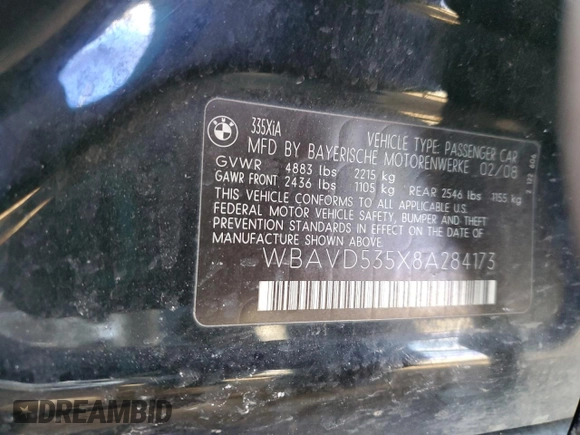 335XiA VEHICLE TYPE: PASSENGER CAR
MFD BY BAYERISCHE MOTORENWERKE 02/08
GVWR 4883 lbs 2215 kg
GAWR FRONT 2436 lbs 1105 kg REAR 2546 lbs 1155 kg
THIS VEHICLE CONFORMS TO ALL APPLICABLE U.S.
FEDERAL MOTOR VEHICLE SAFETY, BUMPER AND THEFT
PREVENTION STANDARDS IN EFFECT ON THE DATE OF
MANUFACTURE SHOWN ABOVE.
WBAVD535X8A284173
DREAMBID